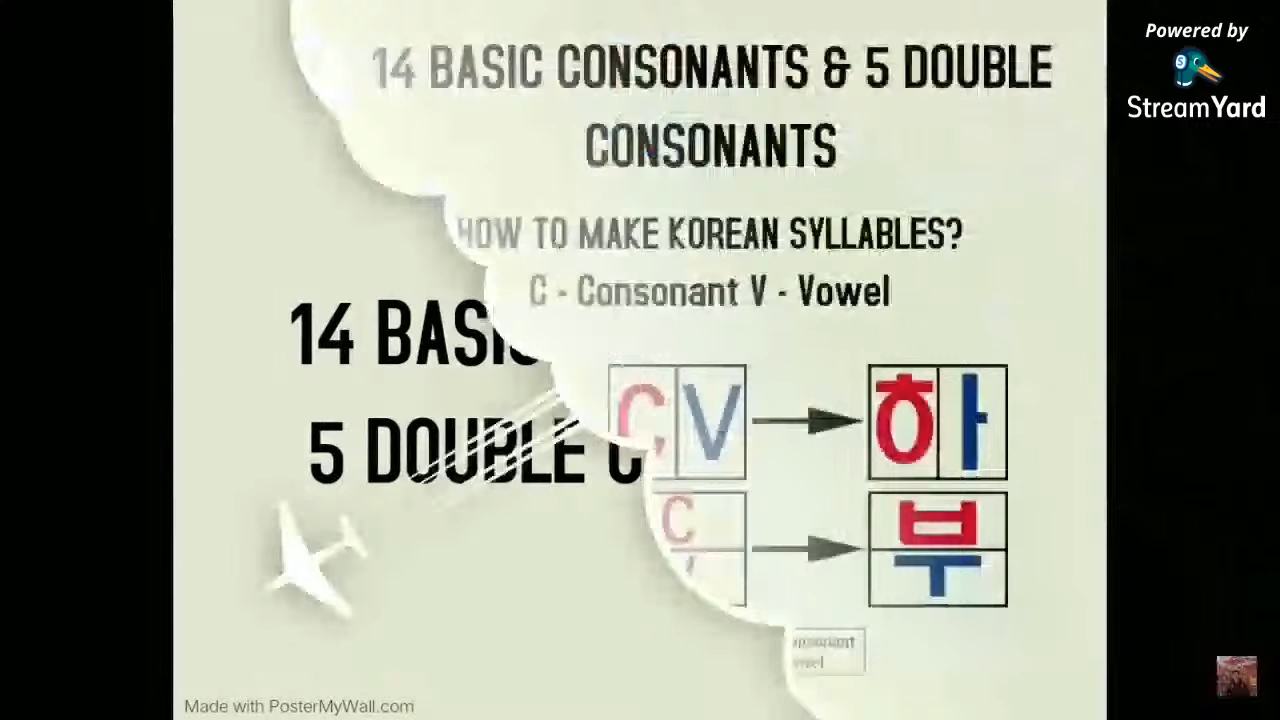 14 BASIC CONSONANTS & 5 DOUBLE
CONSONANTS
HOW TO MAKE KOREAN SYLLABLES?
C - Consonant V - Vowel
14
5 DOUBLE
C V
하
C
부
Made with PosterMyWall.com
Powered by
StreamYard